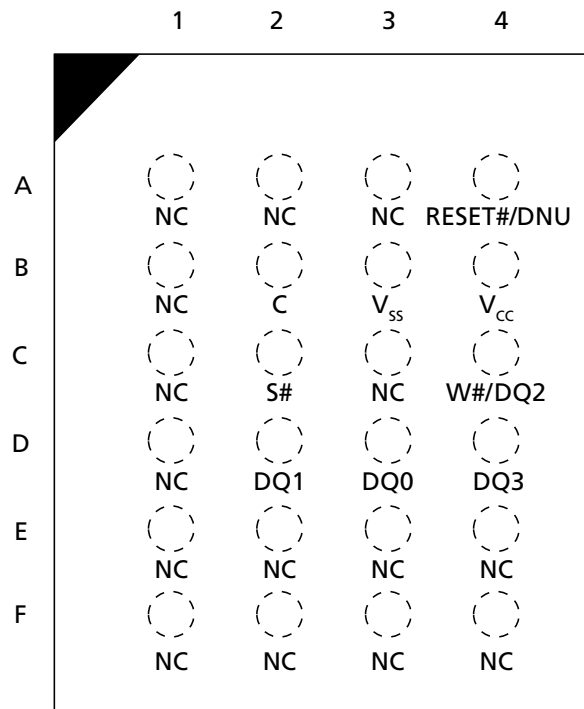 1 2 3 4
A
NC NC NC RESET#/DNU
B
NC C VSS VCC
C
NC S# NC W#/DQ2
D
NC DQ1 DQ0 DQ3
E
NC NC NC NC
F
NC NC NC NC